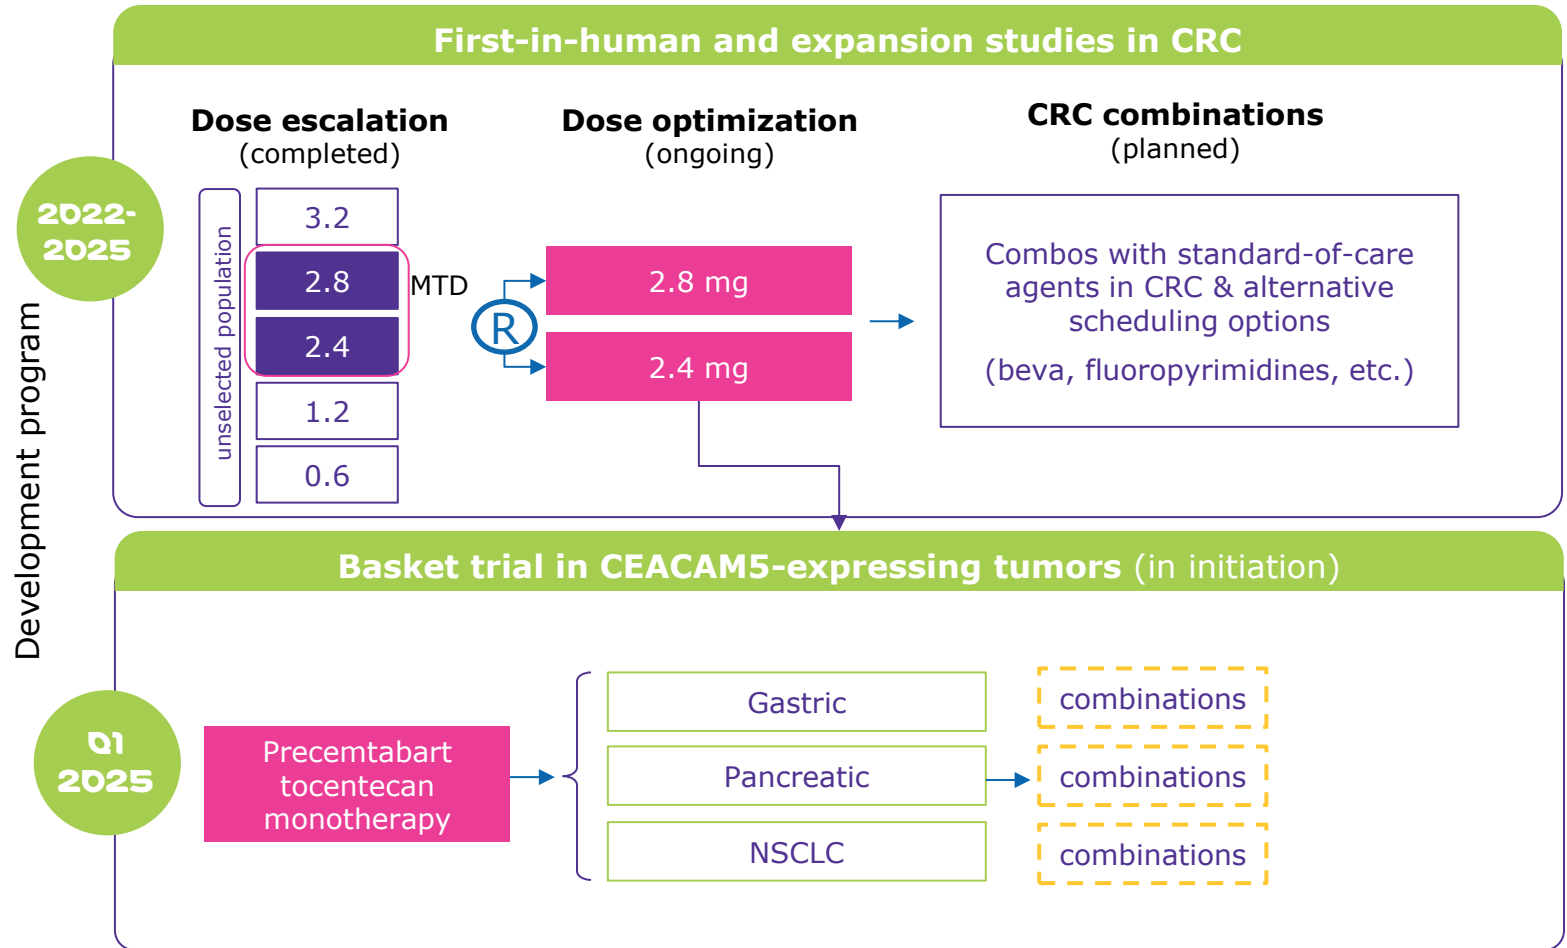 Development program
First-in-human and expansion studies in CRC
2022-
2025
Dose escalation
(completed)
unselected population
3.2
2.8
2.4
1.2
0.6
MTD
Dose optimization
(ongoing)
R
2.8 mg
2.4 mg
CRC combinations
(planned)
Combos with standard-of-care
agents in CRC & alternative
scheduling options
(beva, fluoropyrimidines, etc.)
Basket trial in CEACAM5-expressing tumors (in initiation)
Q1
2025
Precemtabart
tocentecan
monotherapy
Gastric
combinations
Pancreatic
combinations
NSCLC
combinations